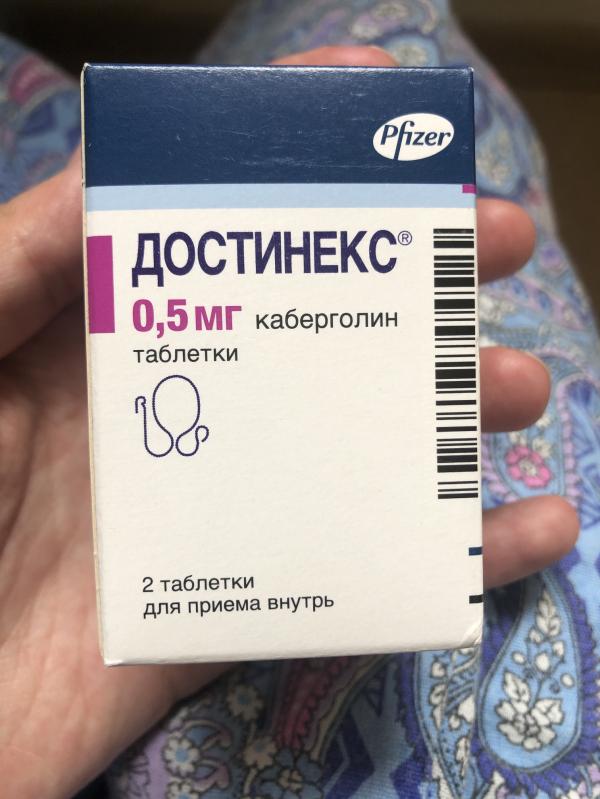 Pfizer
ДОСТИНЕКС®
0,5 мг каберголин
таблетки
2 таблетки
для приема внутрь